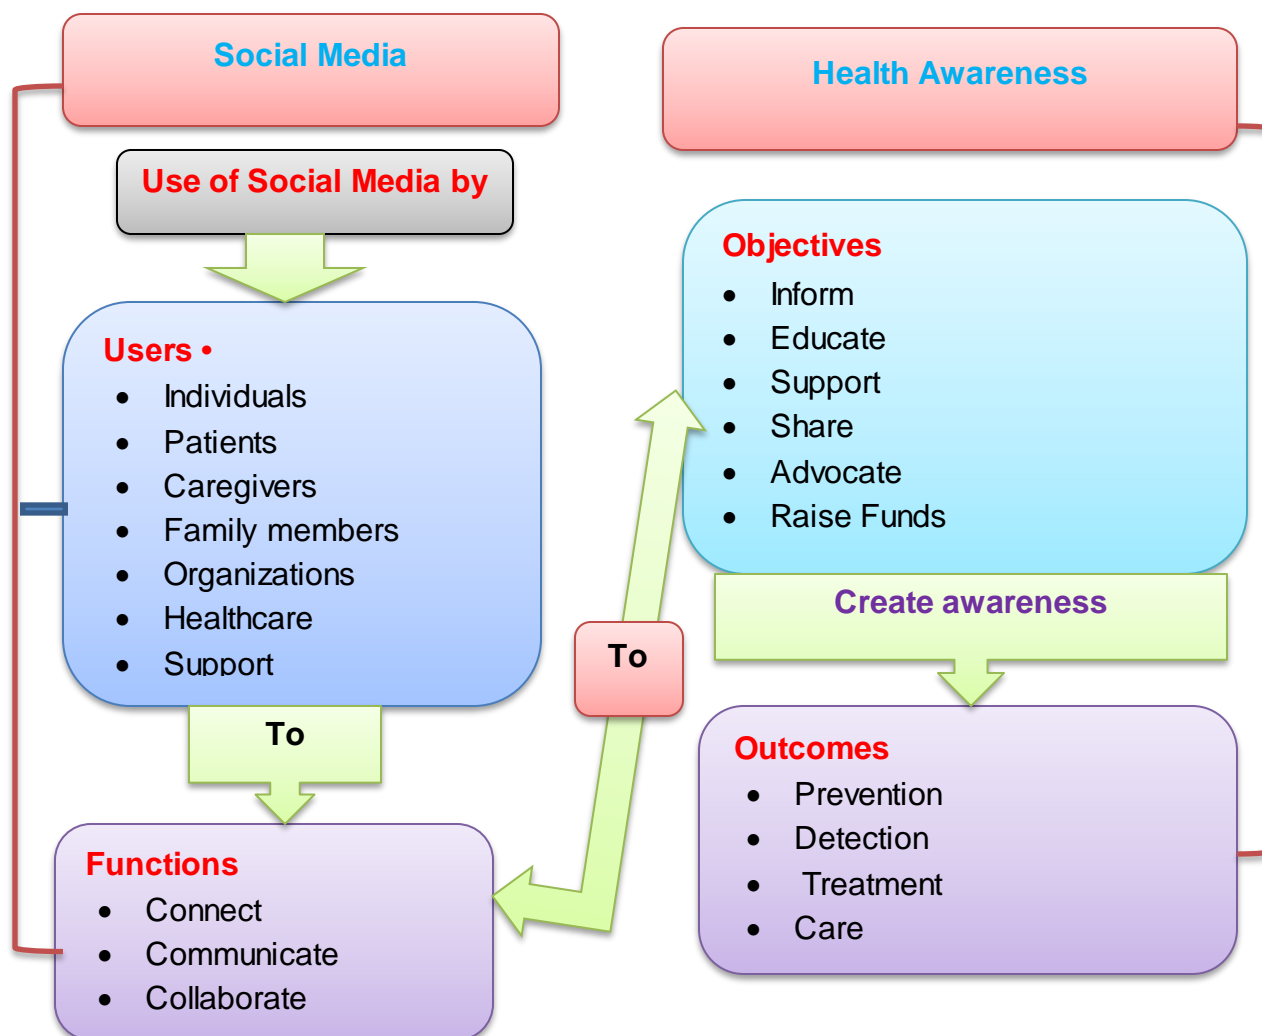 Social Media
Use of Social Media by
Users •
• Individuals
• Patients
• Caregivers
• Family members
• Organizations
• Healthcare
• Support
To
Functions
• Connect
• Communicate
• Collaborate
To
Health Awareness
Objectives
• Inform
• Educate
• Support
• Share
• Advocate
• Raise Funds
Create awareness
Outcomes
• Prevention
• Detection
• Treatment
• Care